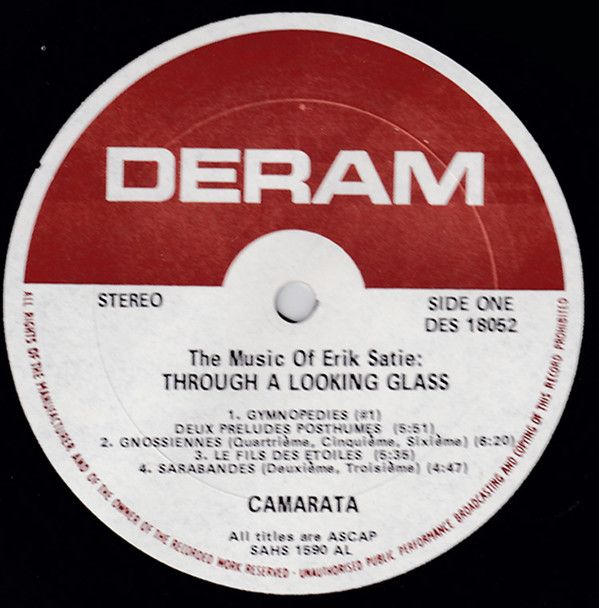 DERAM
STEREO
SIDE ONE
DES 18052
The Music Of Erik Satie:
THROUGH A LOOKING GLASS
1. GYMNOPEDIES (#1)
DEUX PRELUDES POSTHUMES (5:51)
2. GNOSSIENNES (Quartrième, Cinquième, Sixième) (6:20)
3. LE FILS DES ETOILES (5:35)
4. SARABANDES (Deuxième, Troisième) (4:47)
CAMARATA
All titles are ASCAP
SAHS 1590 AL
ALL RIGHTS OF THE MANUFACTURER AND OF THE OWNER OF THE RECORDED WORK RESERVED - UNAUTHORISED PUBLIC PERFORMANCE, BROADCASTING AND COPYING OF THIS RECORD PROHIBITED